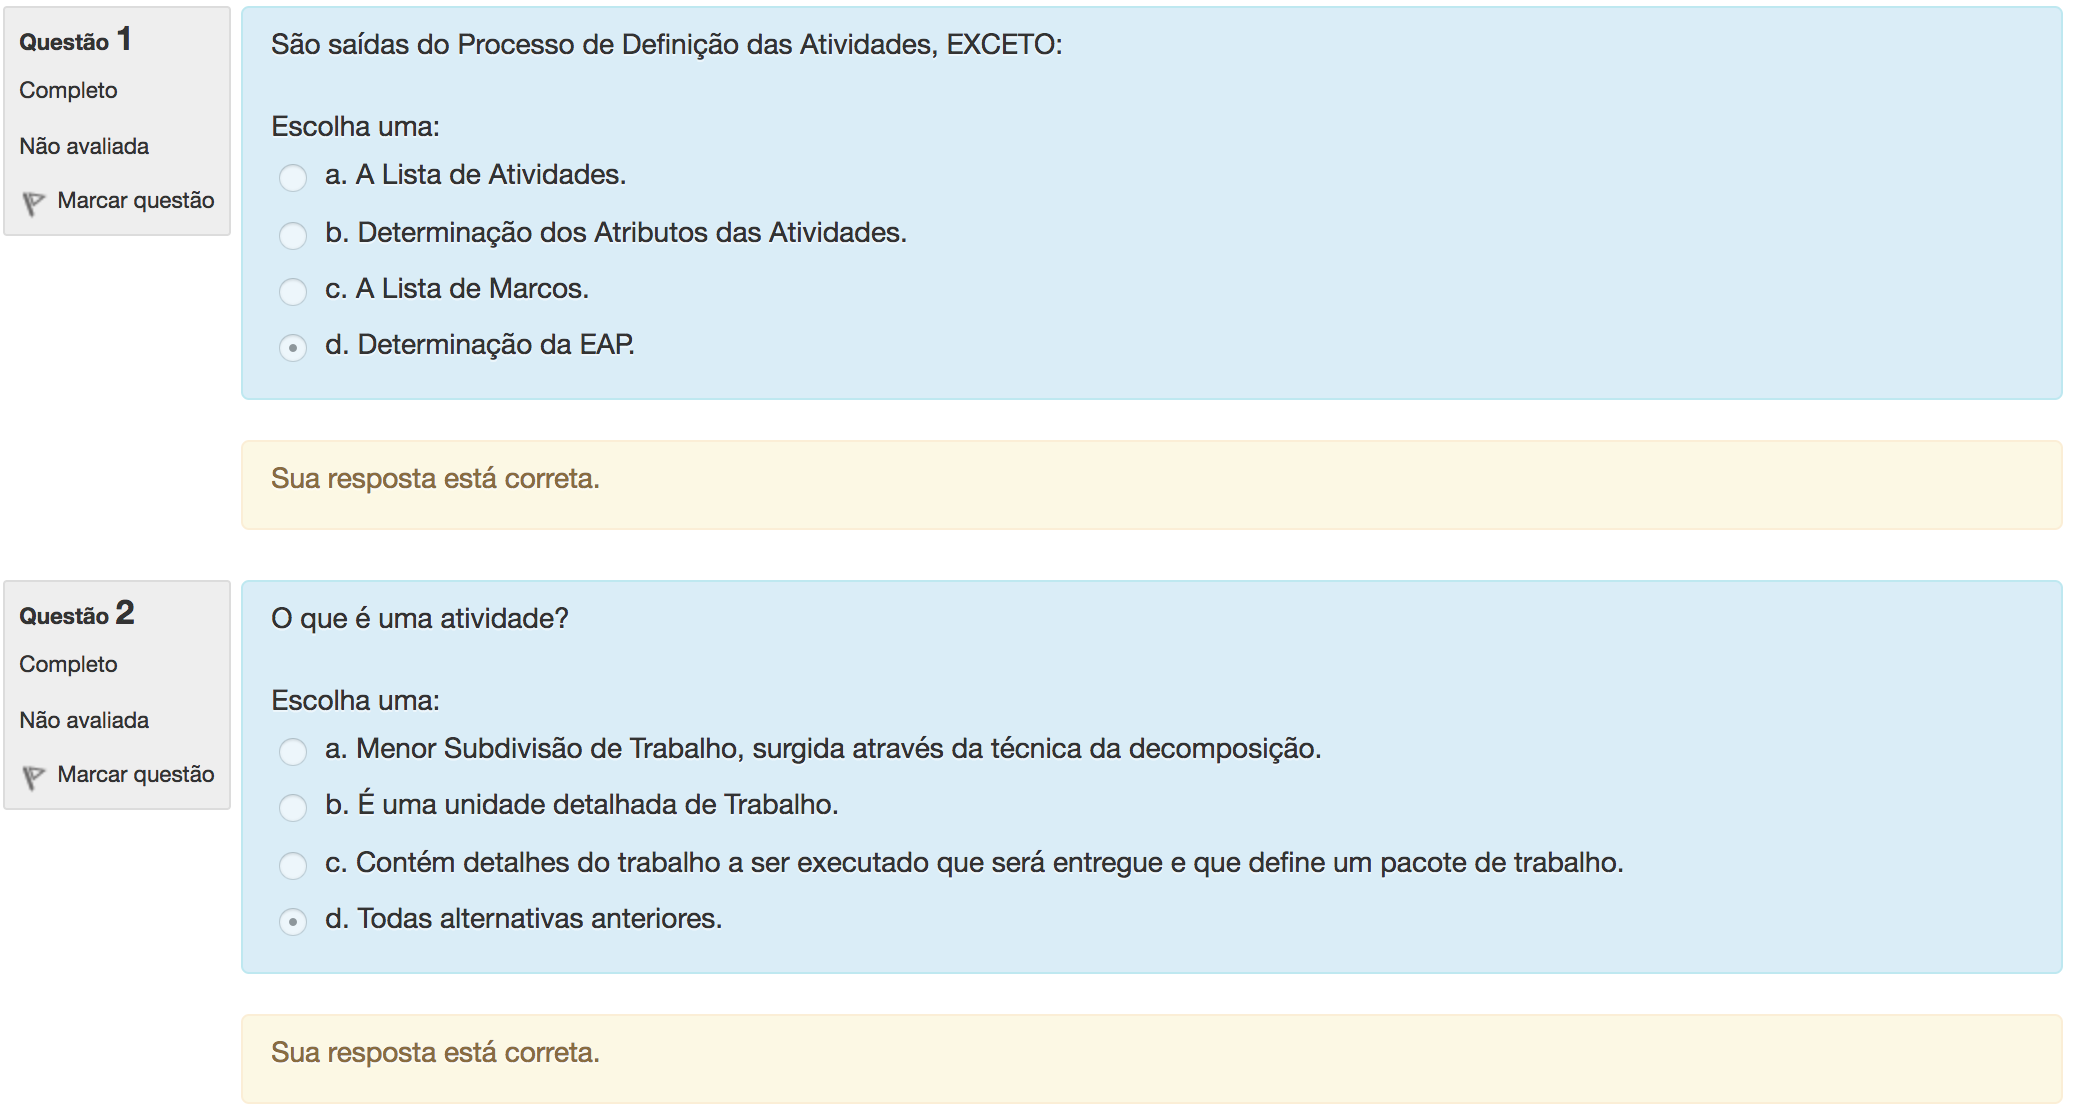 Questão 1
Completo
Não avaliada
Marcar questão
São saídas do Processo de Definição das Atividades, EXCETO:
Escolha uma:
a. A Lista de Atividades.
b. Determinação dos Atributos das Atividades.
c. A Lista de Marcos.
d. Determinação da EAP.
Sua resposta está correta.
Questão 2
Completo
Não avaliada
Marcar questão
O que é uma atividade?
Escolha uma:
a. Menor Subdivisão de Trabalho, surgida através da técnica da decomposição.
b. É uma unidade detalhada de Trabalho.
c. Contém detalhes do trabalho a ser executado que será entregue e que define um pacote de trabalho.
d. Todas alternativas anteriores.
Sua resposta está correta.